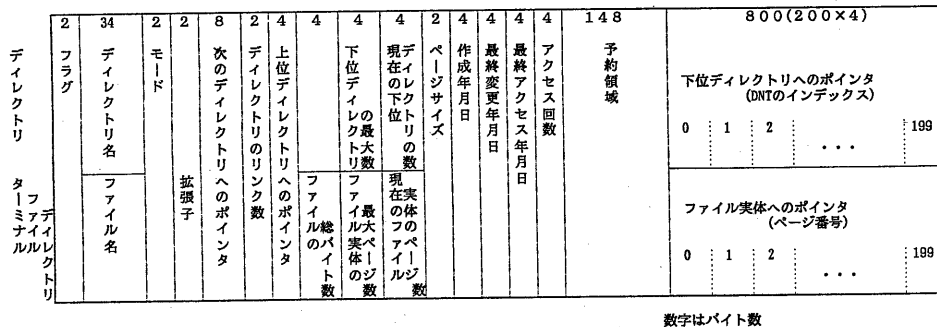 2 34 2 2 8 2 4 4 4 4 2 4 4 4 4 148 800(200×4)
ディレクトリ
フラグ
ディレクトリ名
モード
拡張子
次のディレクトリへのポインタ
ディレクトリのリンク数
上位ディレクトリへのポインタ
下位ディレクトリの最大数
現在の下位ディレクトリの数
ページサイズ
作成年月日
最終変更年月日
最終アクセス年月日
アクセス回数
予約領域
下位ディレクトリへのポインタ
(DNTのインデックス)
0 1 2 ... 199
ターミナル
ファイル
ディレクトリ
ファイル名
ファイルの総バイト数
ファイル実体の最大ページ数
現在のファイル実体のページ数
ファイル実体へのポインタ
(ページ番号)
0 1 2 ... 199
数字はバイト数